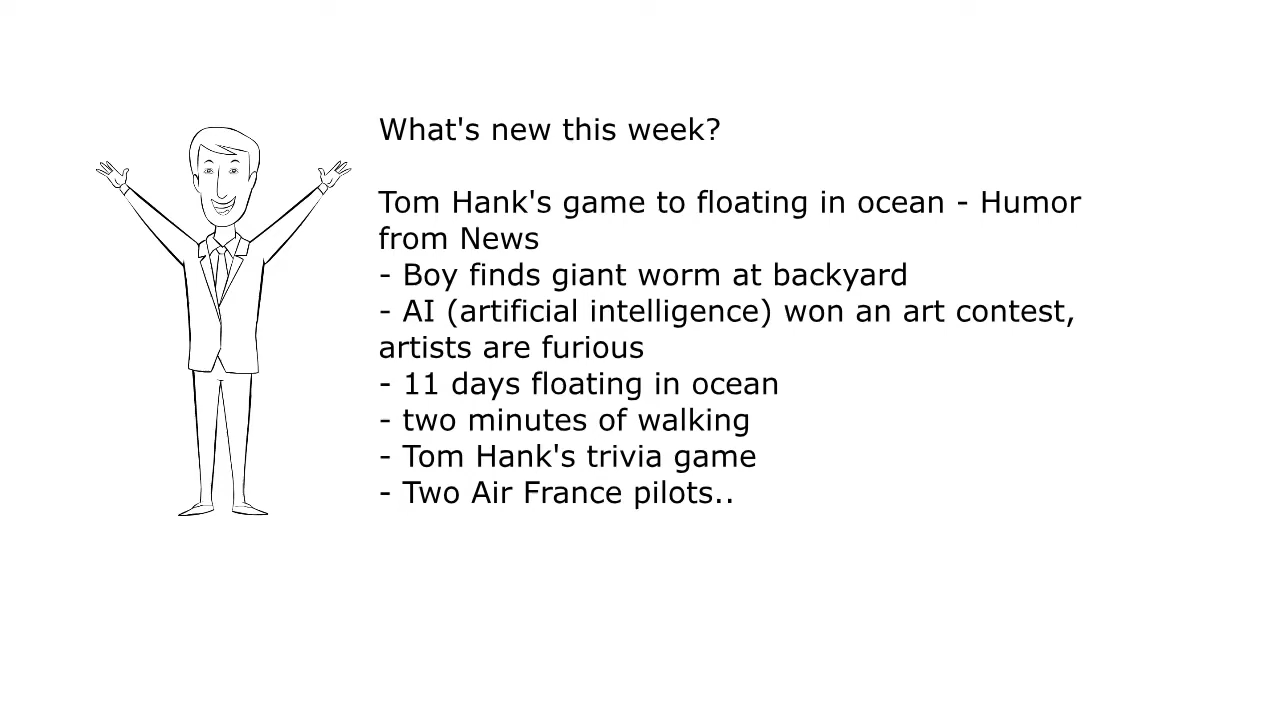 What's new this week?
Tom Hank's game to floating in ocean - Humor
from News
- Boy finds giant worm at backyard
- AI (artificial intelligence) won an art contest,
artists are furious
- 11 days floating in ocean
- two minutes of walking
- Tom Hank's trivia game
- Two Air France pilots..